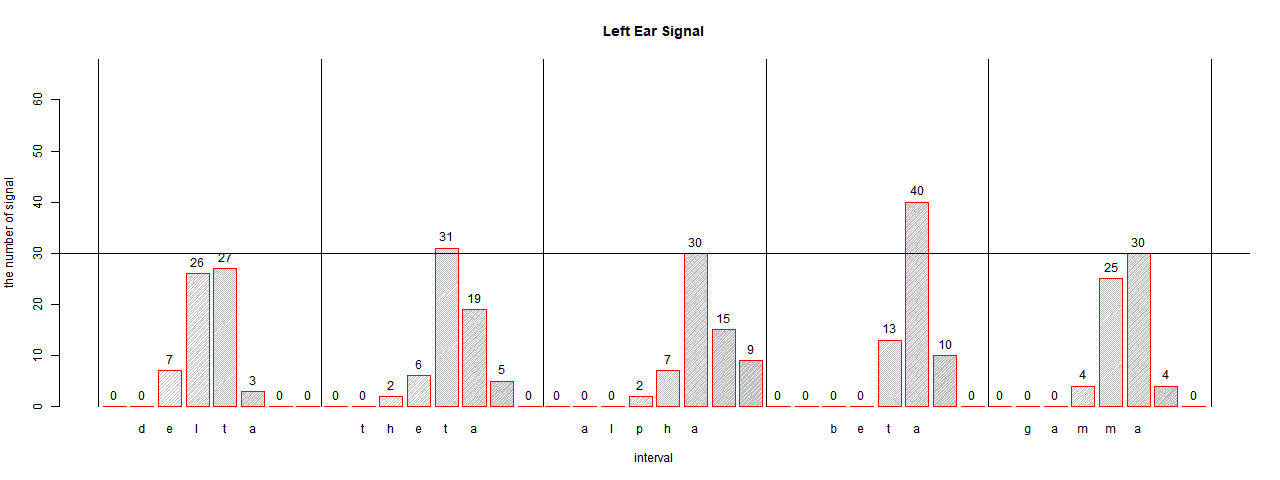 Left Ear Signal
the number of signal
60
50
40
30
20
10
0
0 0 7 26 27 3 0 0
0 0 2 6 31 19 5 0
0 0 0 2 7 30 15 9
0 0 0 0 13 40 10 0
0 0 0 4 25 30 4 0
d e l t a t h e t a a l p h a b e t a g a m m a
interval